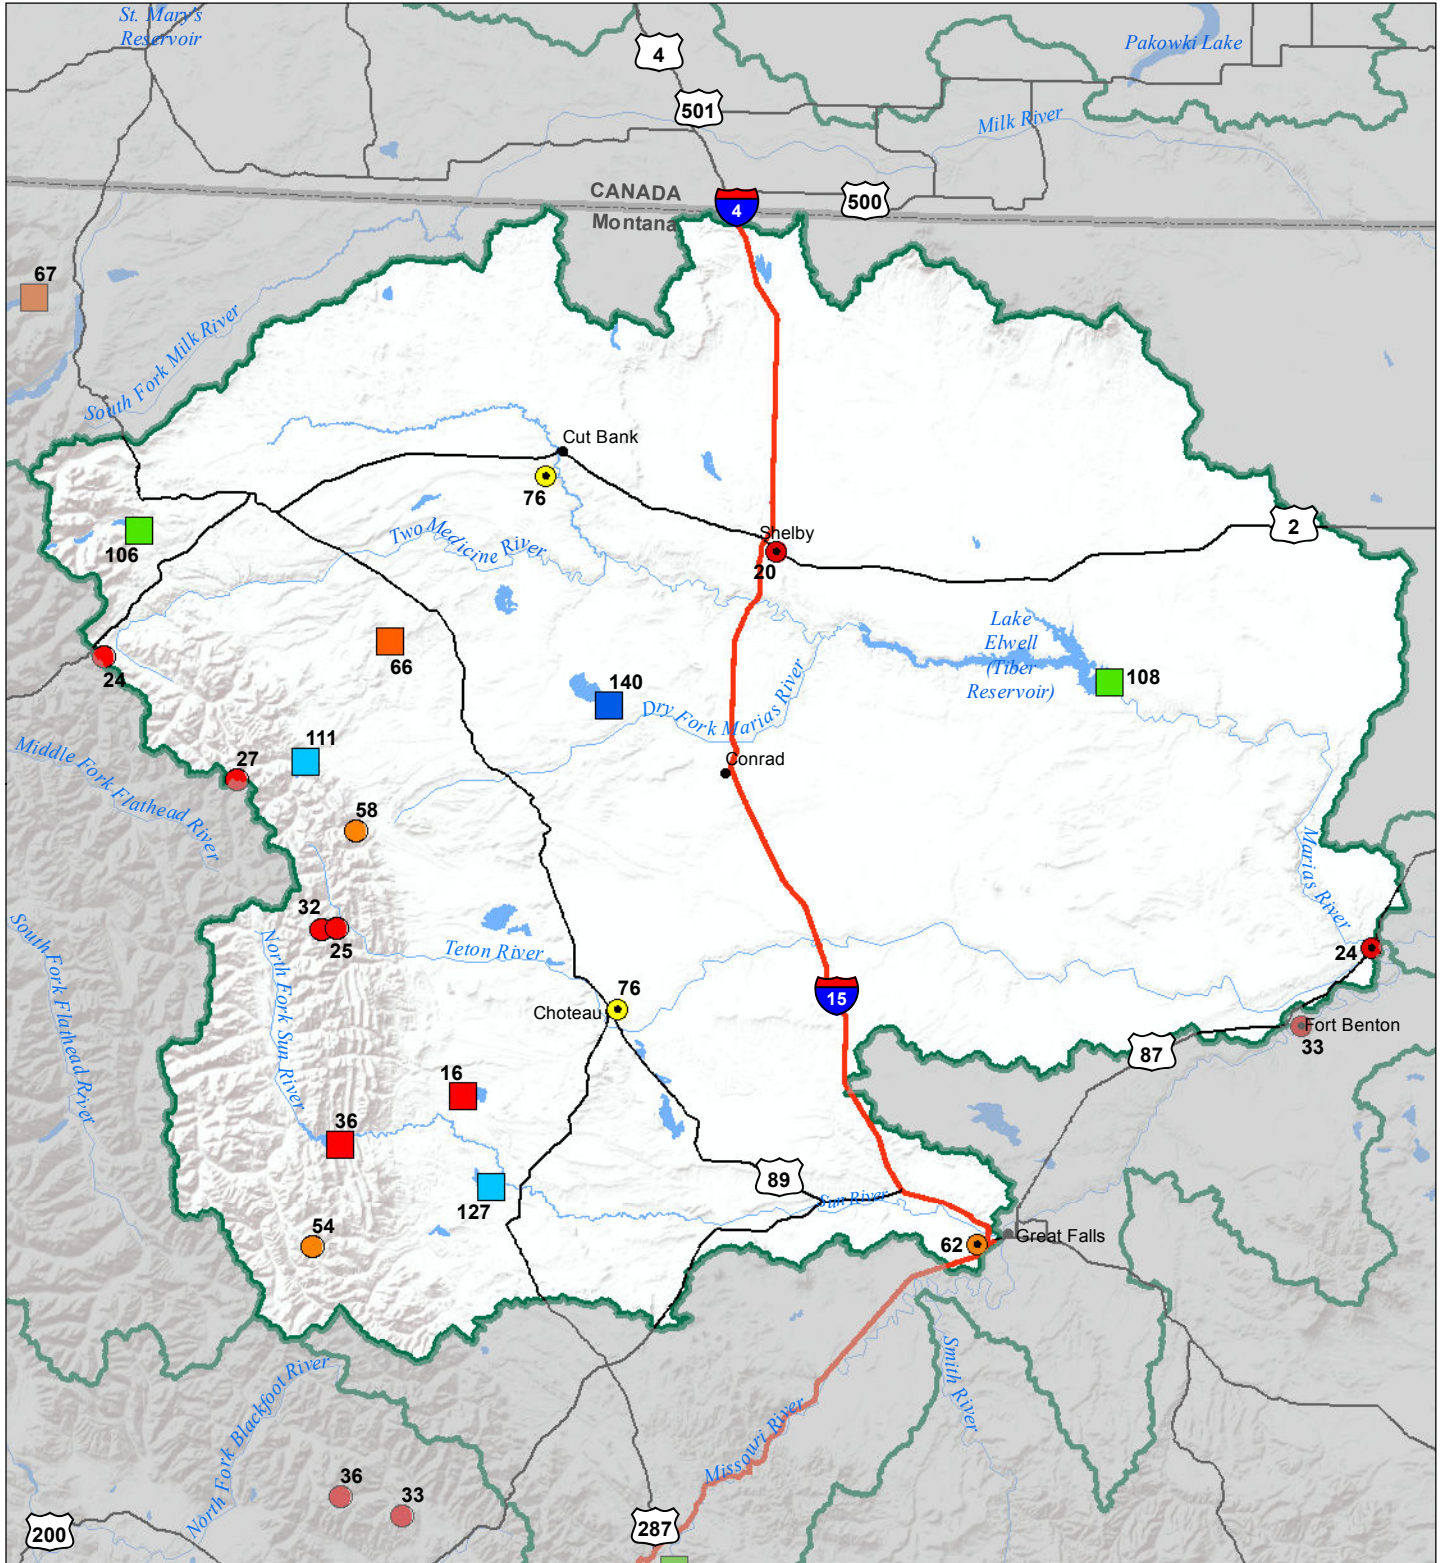 St. Mary's
Reservoir
4
Pakowki Lake
501
Milk River
CANADA
Montana
4
500
67
South Fork Milk River
Cut Bank
76
Two Medicine River
106
Shelby
20
2
24
66
Lake
Elwell
(Tiber
Reservoir)
108
140
Dry Fork Marias River
111
27
Middle Fork Flathead River
Conrad
58
Marias River
32
25
South Fork Flathead River
North Fork Sun River
Teton River
24
76
Choteau
15
Fort Benton
33
87
16
36
89
127
Sun River
54
62
Great Falls
North Fork Blackfoot River
Smith River
Missouri River
36
33
200
287